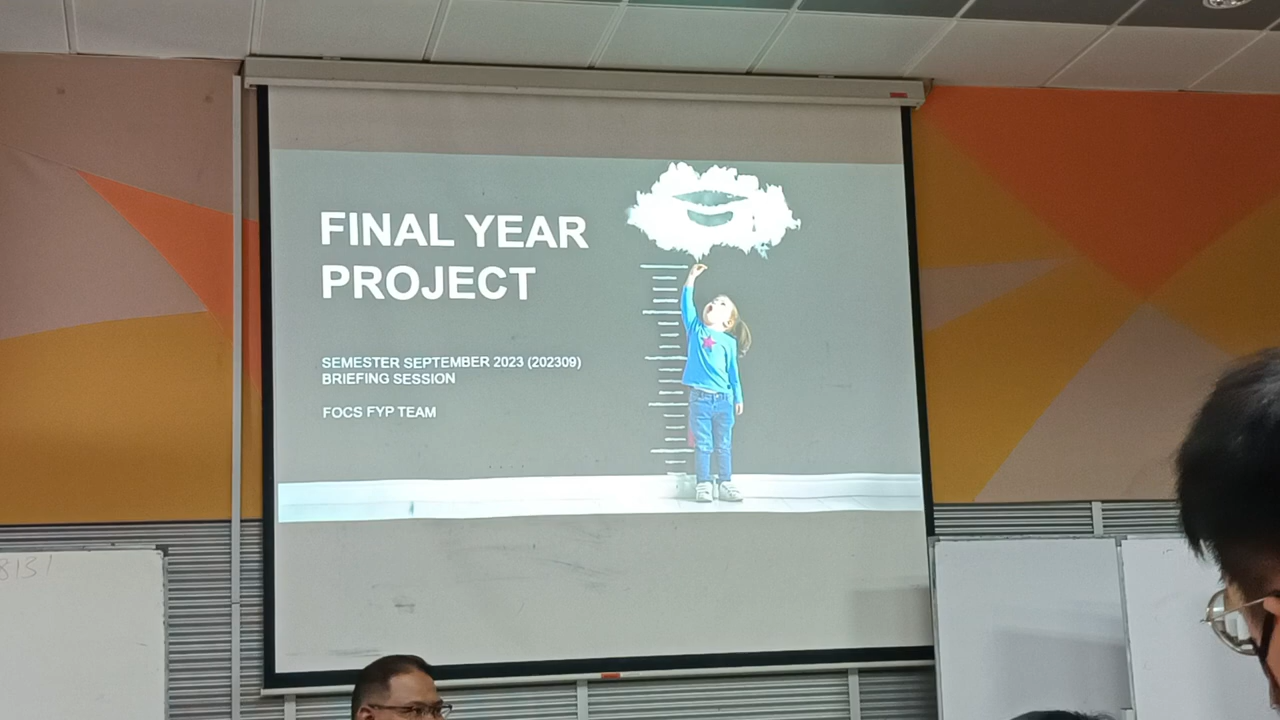 FINAL YEAR
PROJECT
SEMESTER SEPTEMBER 2023 (202309)
BRIEFING SESSION
FOCS FYP TEAM